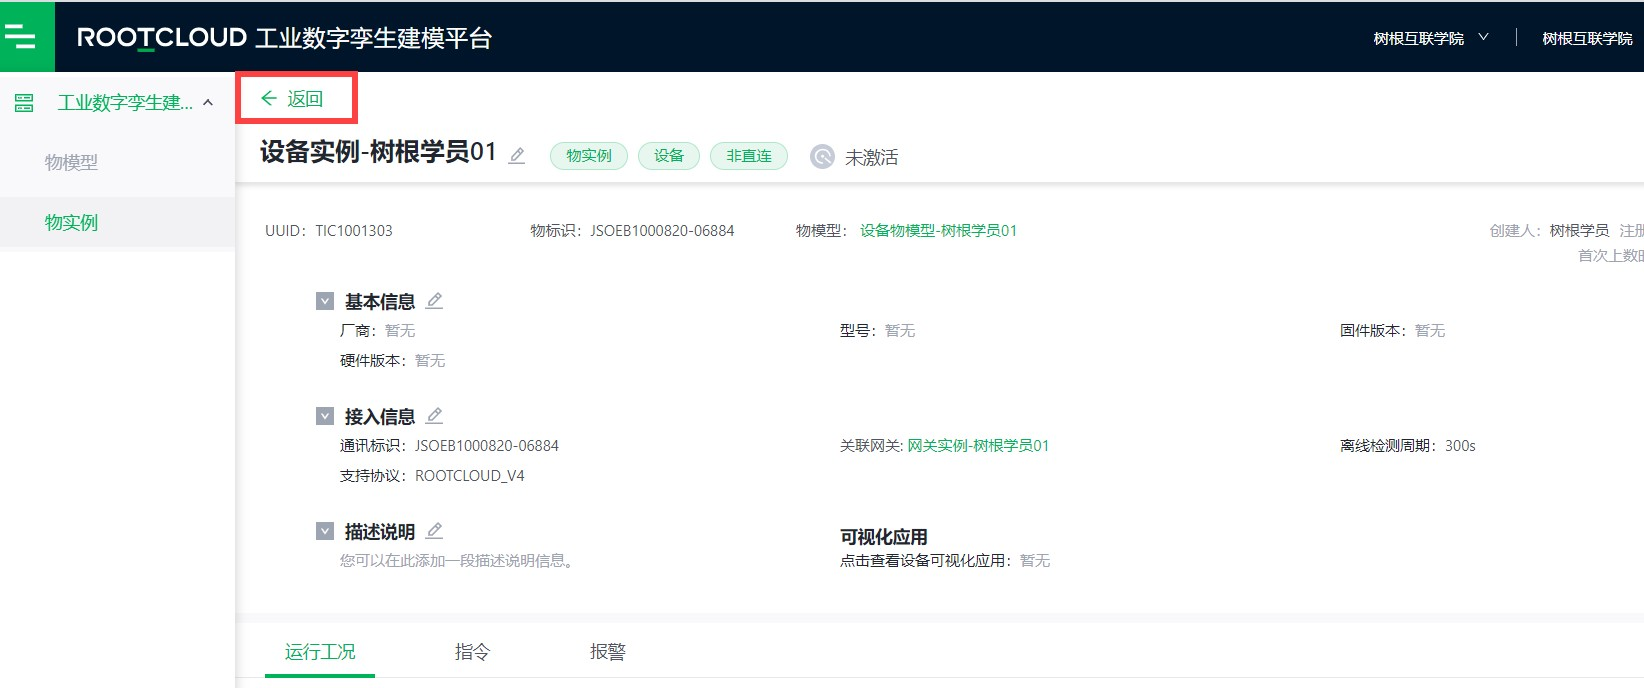 ROOTCLOUD 工业数字孪生建模平台
树根互联学院
树根互联学院
工业数字孪生建...
物模型
物实例
返回
设备实例-树根学员01 物实例 设备 非直连 未激活
UUID：TIC1001303 物标识：JSOEB1000820-06884 物模型：设备物模型-树根学员01 创建人：树根学员 注册
首次上数时
基本信息
厂商：暂无 型号：暂无 固件版本：暂无
硬件版本：暂无
接入信息
通讯标识：JSOEB1000820-06884 关联网关: 网关实例-树根学员01 离线检测周期：300s
支持协议：ROOTCLOUD_V4
描述说明
您可以在此添加一段描述说明信息。
可视化应用
点击查看设备可视化应用：暂无
运行工况 指令 报警